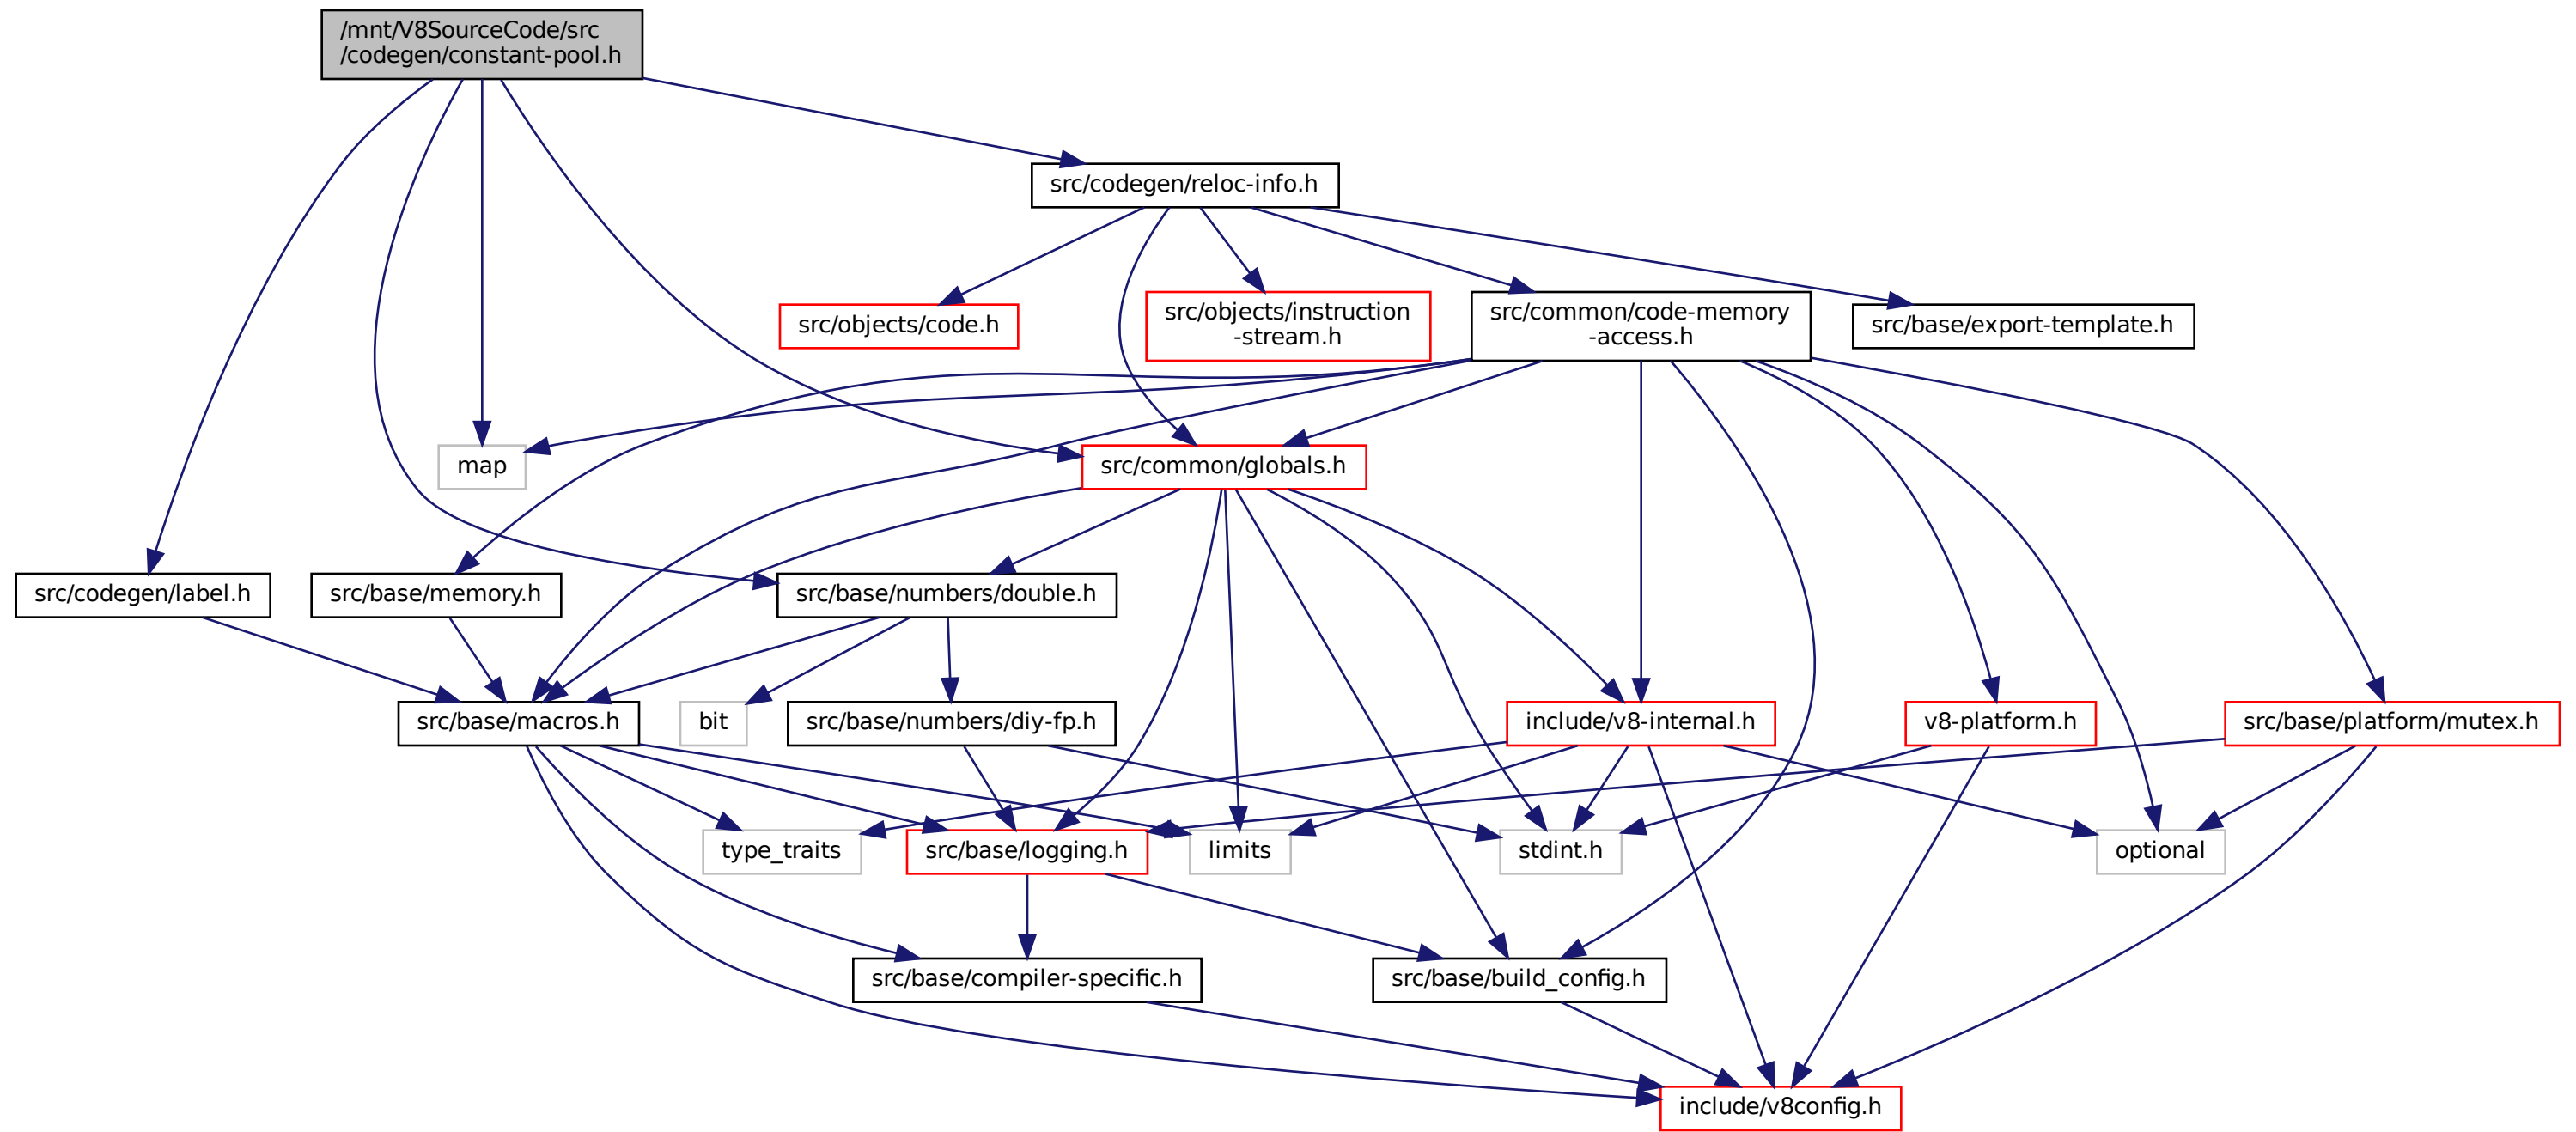 /mnt/V8SourceCode/src
/codegen/constant-pool.h
src/codegen/reloc-info.h
src/objects/code.h
src/objects/instruction
-stream.h
src/common/code-memory
-access.h
src/base/export-template.h
map
src/common/globals.h
src/codegen/label.h
src/base/memory.h
src/base/numbers/double.h
src/base/macros.h
bit
src/base/numbers/diy-fp.h
include/v8-internal.h
v8-platform.h
src/base/platform/mutex.h
type_traits
src/base/logging.h
limits
stdint.h
optional
src/base/compiler-specific.h
src/base/build_config.h
include/v8config.h